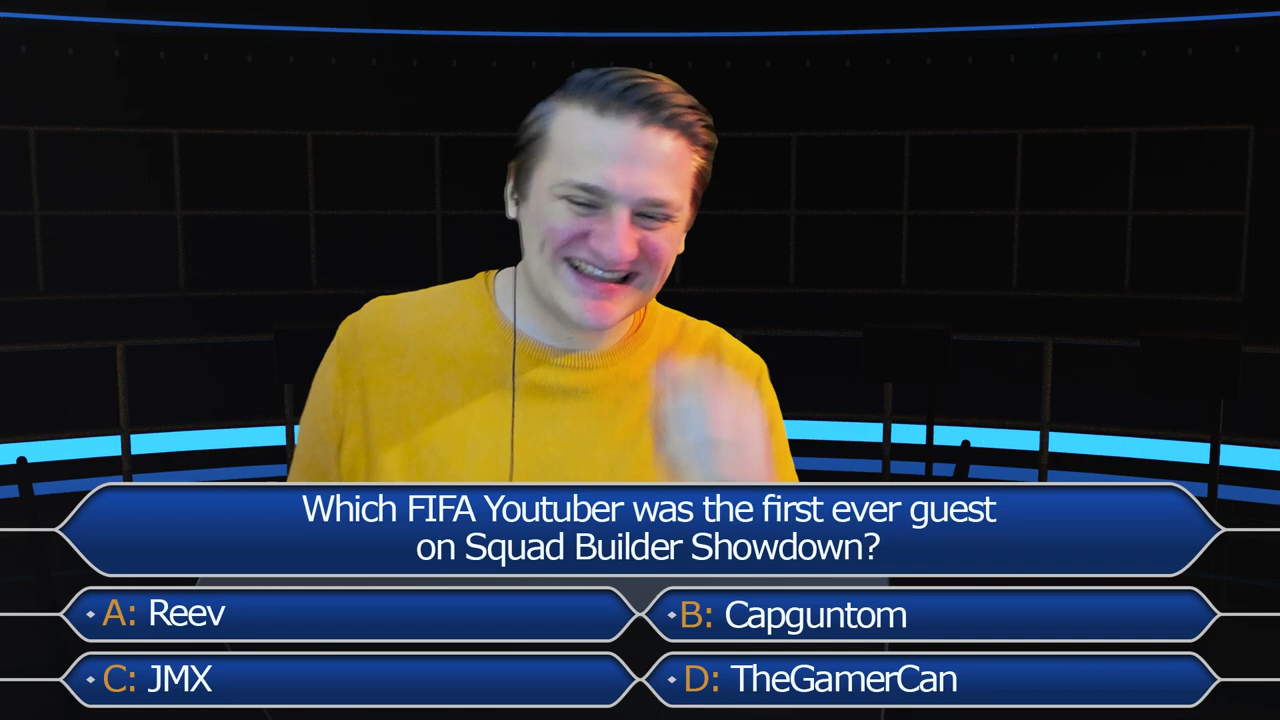 Which FIFA Youtuber was the first ever guest
on Squad Builder Showdown?
A: Reev
B: Capguntom
C: JMX
D: TheGamerCan